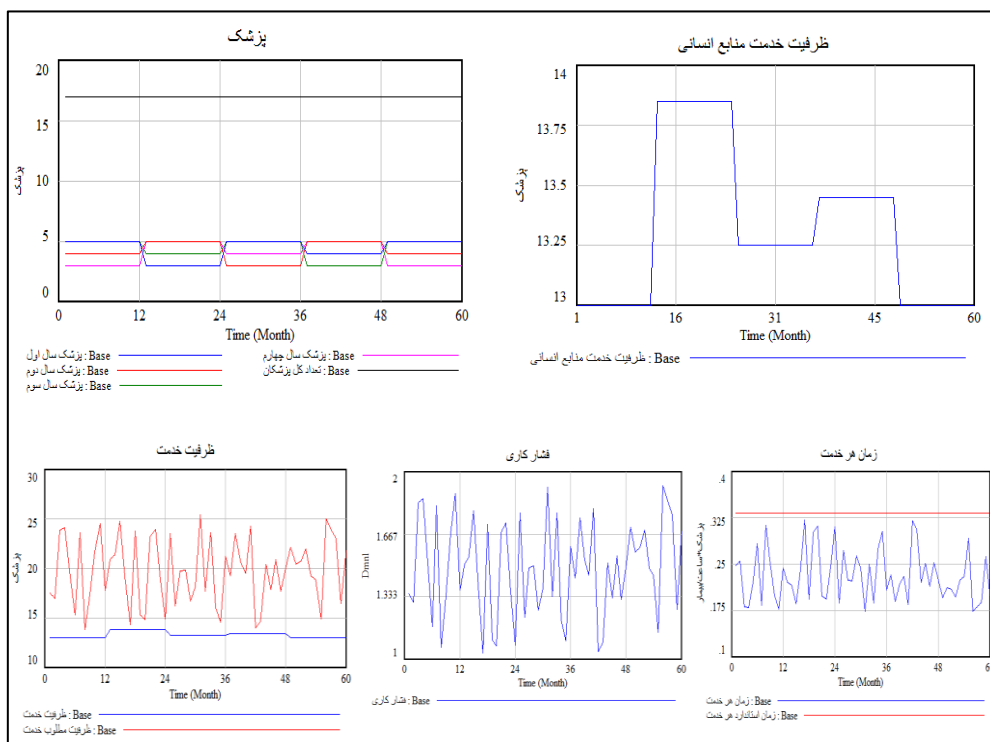 پزشک
20
15
10
5
0
پزشک
0
12
24
36
48
60
Time (Month)
پزشک سال اول : Base
پزشک سال دوم : Base
پزشک سال سوم : Base
پزشک سال چهارم : Base
تعداد کل پزشکان : Base
ظرفیت خدمت منابع انسانی
14
13.75
13.5
13.25
13
پزشک
1
16
31
45
60
Time (Month)
ظرفیت خدمت منابع انسانی : Base
ظرفیت خدمت
30
25
20
15
10
پزشک
0
12
24
36
48
60
Time (Month)
ظرفیت خدمت : Base
ظرفیت مطلوب خدمت : Base
فشار کاری
2
1.667
1.333
1
Dmnl
0
12
24
36
48
60
Time (Month)
فشار کاری : Base
زمان هر خدمت
.4
.325
.25
.175
.1
پزشک*ساعت/بیمار
0
12
24
36
48
60
Time (Month)
زمان هر خدمت : Base
زمان استاندارد هر خدمت : Base